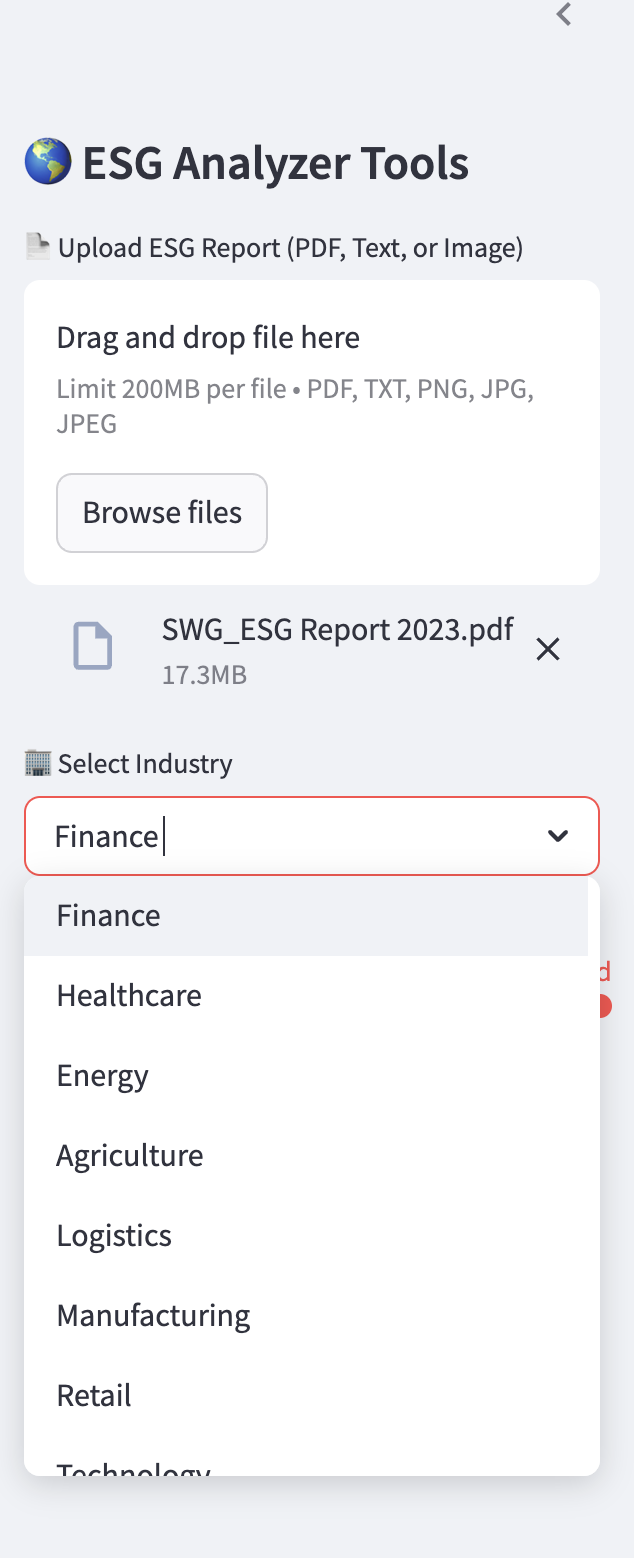 ESG Analyzer Tools
Upload ESG Report (PDF, Text, or Image)
Drag and drop file here
Limit 200MB per file • PDF, TXT, PNG, JPG,
JPEG
Browse files
SWG_ESG Report 2023.pdf
17.3MB
Select Industry
Finance
Finance
Healthcare
d
Energy
Agriculture
Logistics
Manufacturing
Retail
Technology